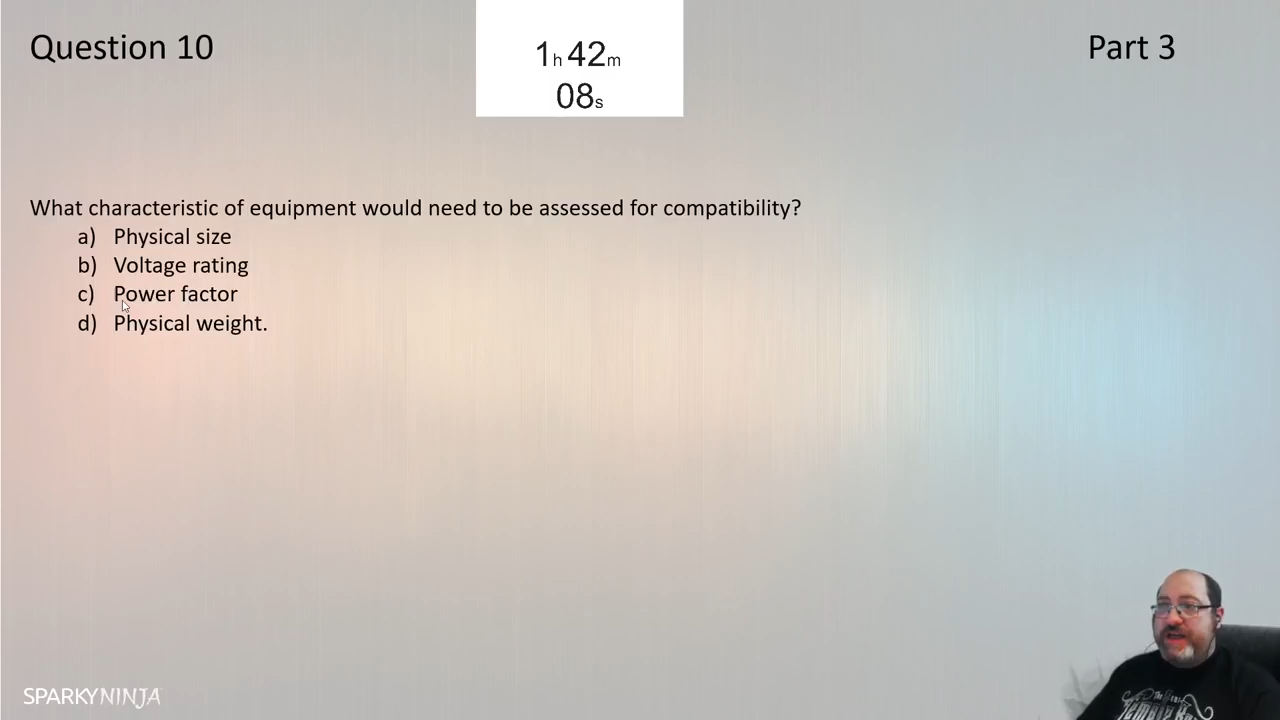 Question 10
1h 42m
08s
Part 3
What characteristic of equipment would need to be assessed for compatibility?
a) Physical size
b) Voltage rating
c) Power factor
d) Physical weight.
SPARKYNINJA